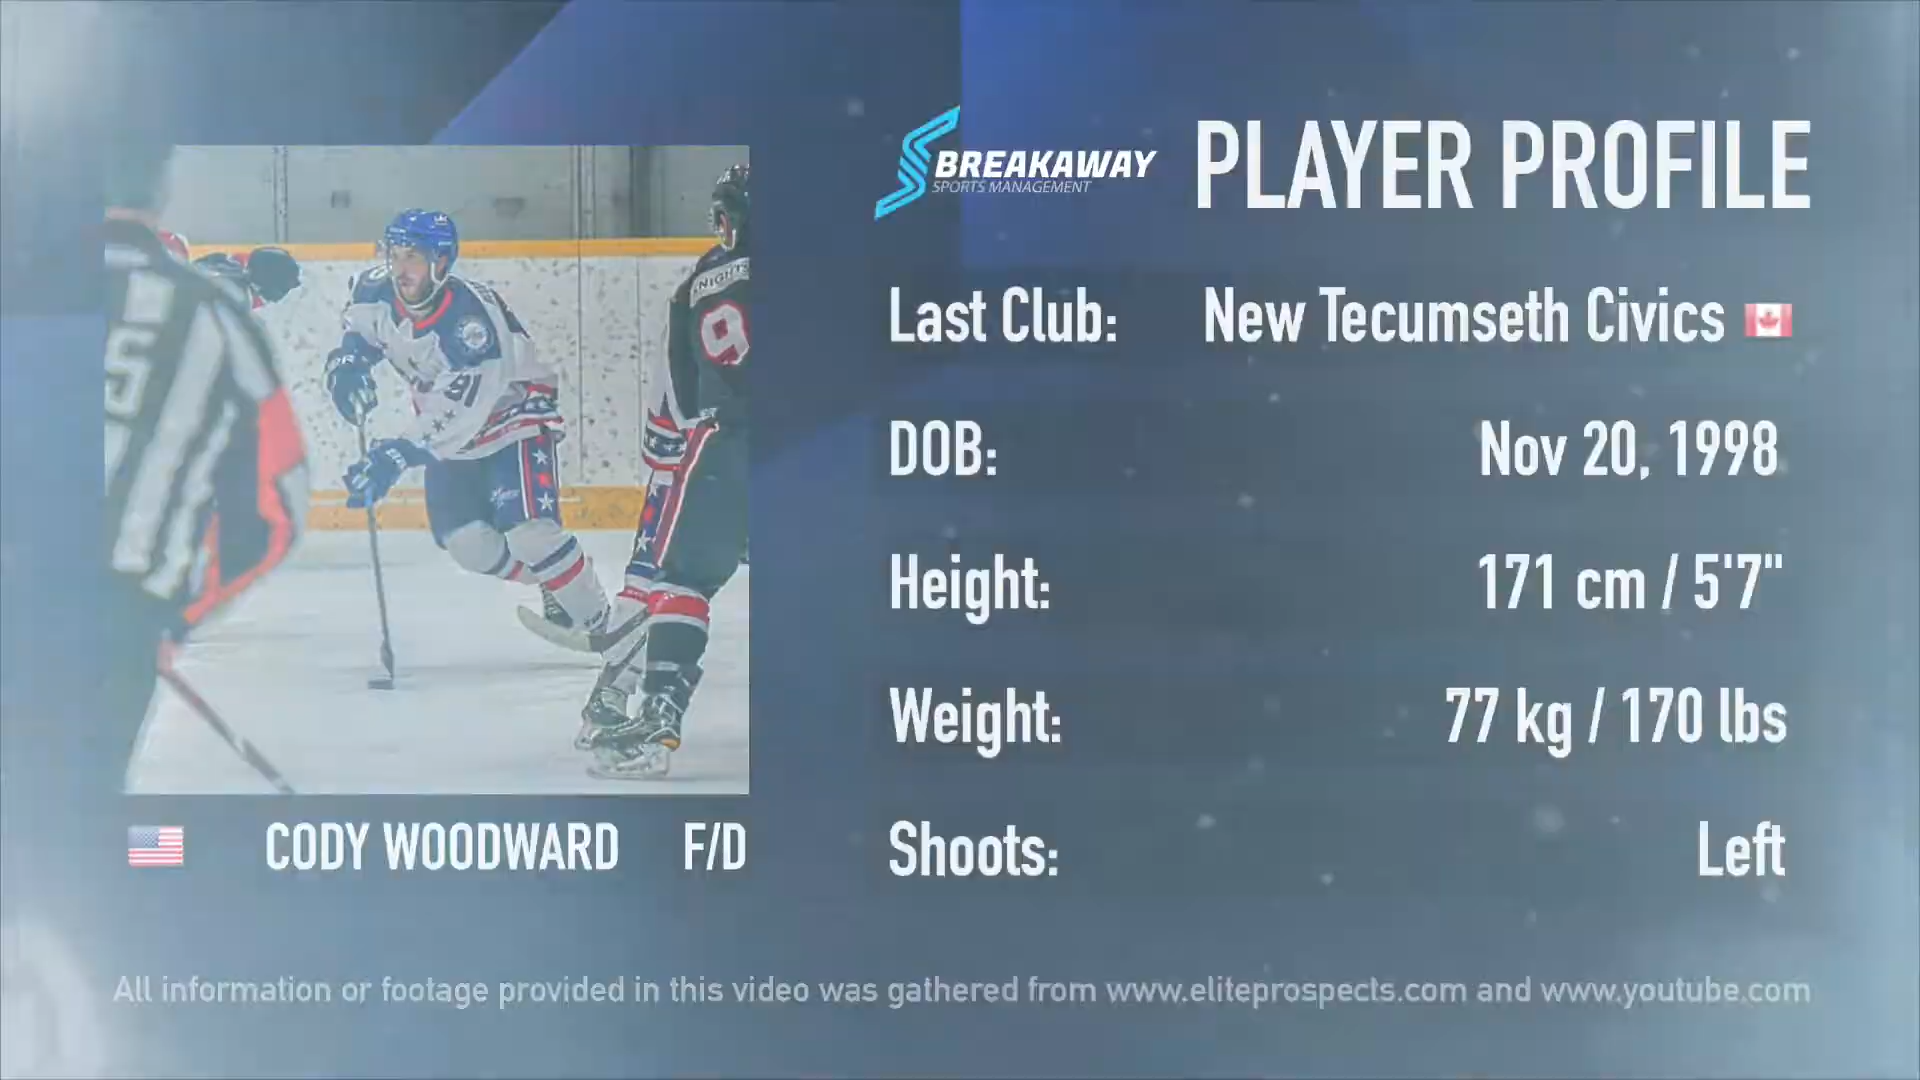 BREAKAWAY
SPORTS MANAGEMENT
PLAYER PROFILE
Last Club: New Tecumseth Civics
DOB: Nov 20, 1998
Height: 171 cm / 5'7"
Weight: 77 kg / 170 lbs
Shoots: Left
91
9
CODY WOODWARD F/D
All information or footage provided in this video was gathered from www.eliteprospects.com and www.youtube.com